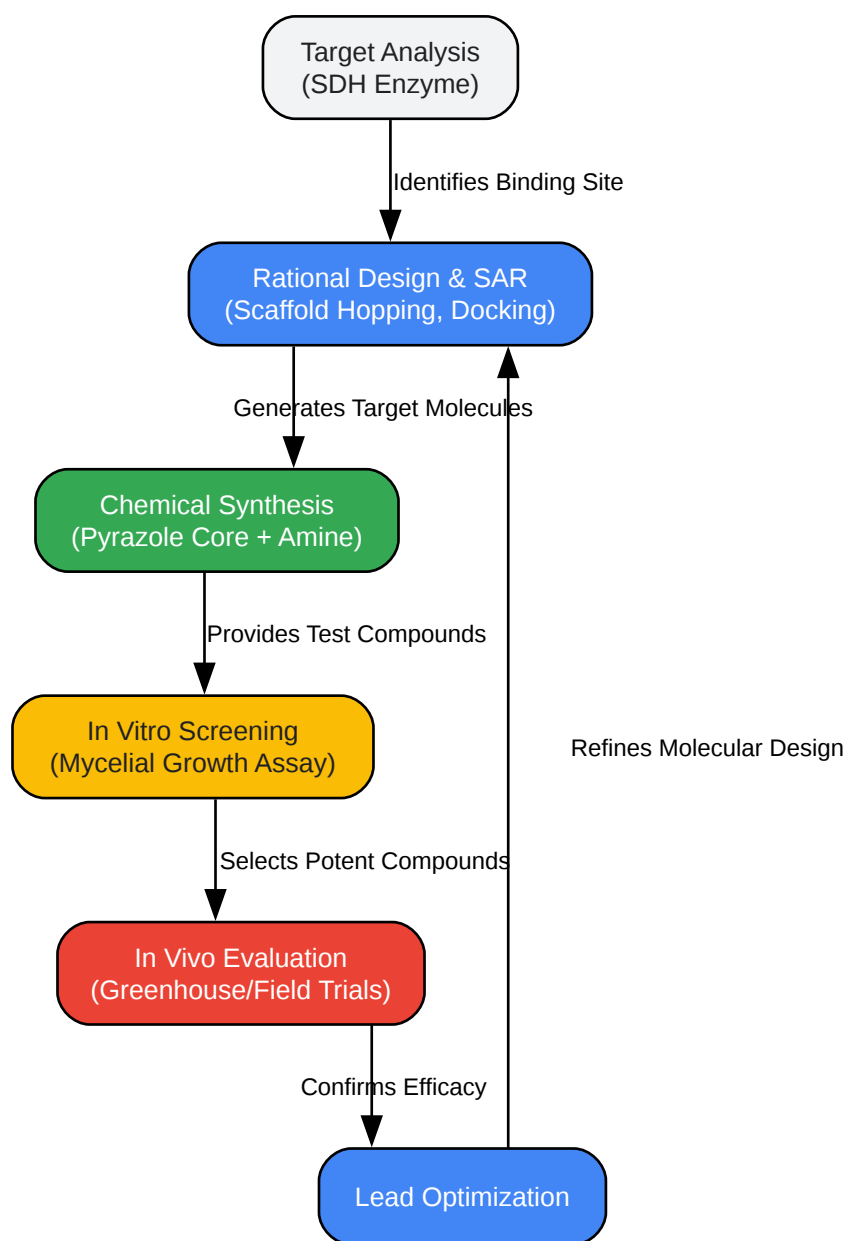 Target Analysis
(SDH Enzyme)
Identifies Binding Site
Rational Design & SAR
(Scaffold Hopping, Docking)
Generates Target Molecules
Chemical Synthesis
(Pyrazole Core + Amine)
Provides Test Compounds
In Vitro Screening
(Mycelial Growth Assay)
Refines Molecular Design
Selects Potent Compounds
In Vivo Evaluation
(Greenhouse/Field Trials)
Confirms Efficacy
Lead Optimization